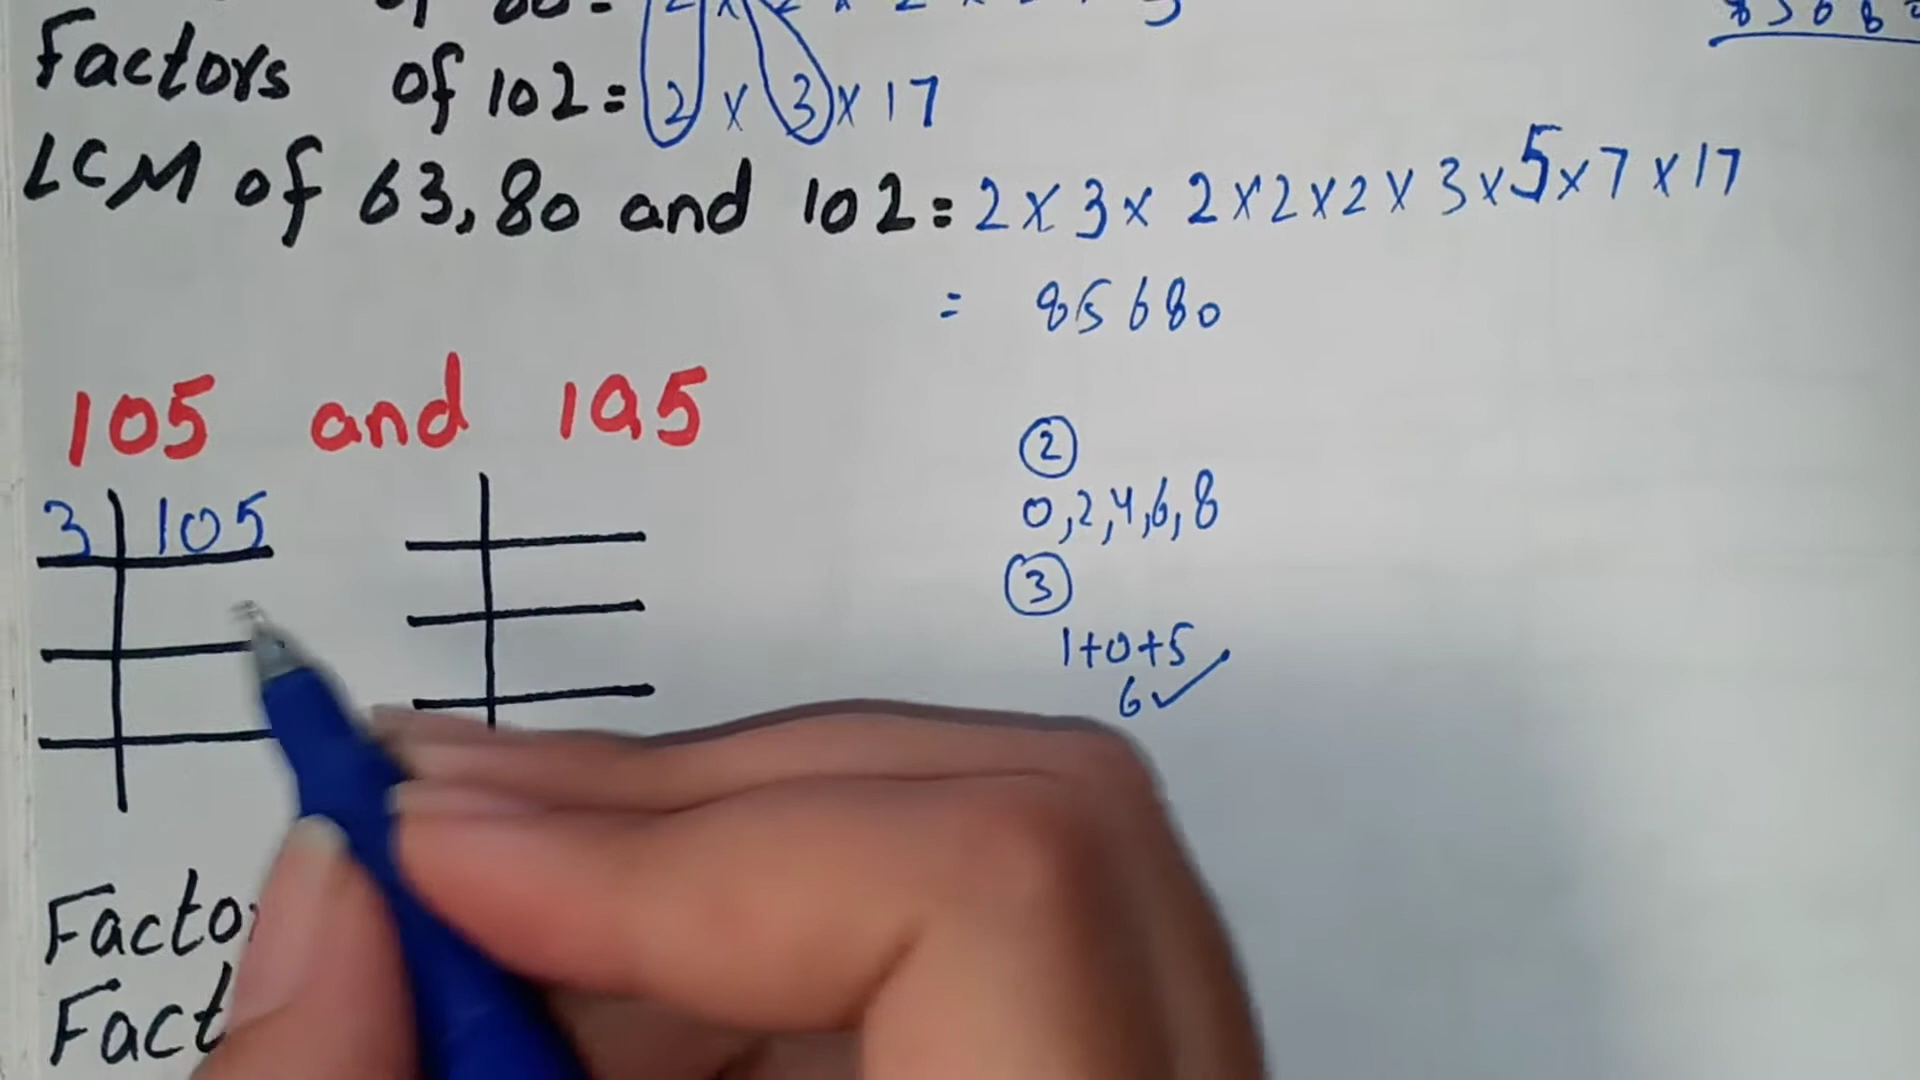 Factors of 102 = 2 x 3 x 17
LCM of 63, 80 and 102 = 2 x 3 x 2 x 2 x 2 x 3 x 5 x 7 x 17
= 85680
105 and 195
3 105
2
0,2,4,6,8
3
1+0+5
6 ✓